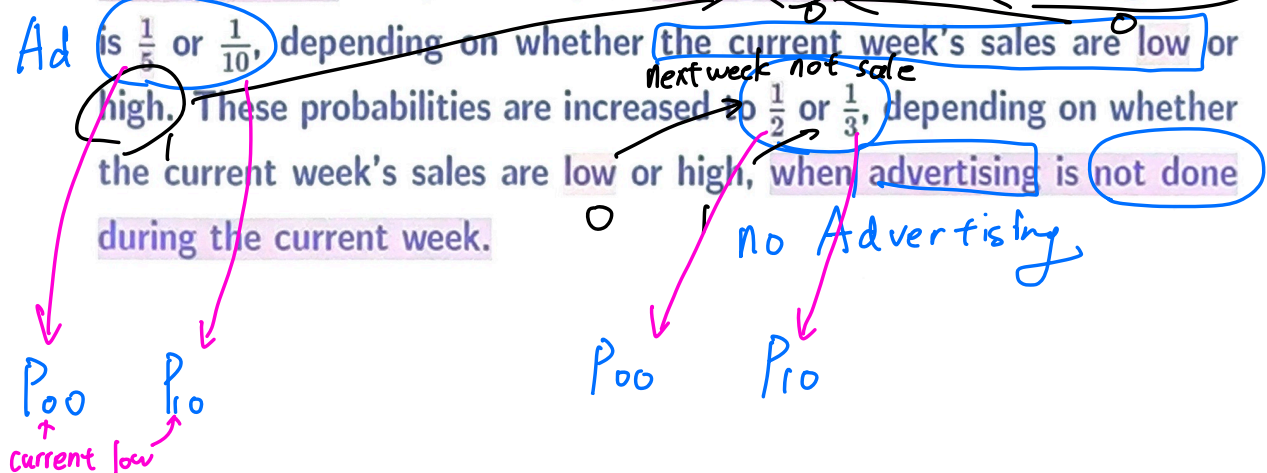 0 0
Ad is 1/5 or 1/10, depending on whether the current week's sales are low or
next week not sale
high. These probabilities are increased to 1/2 or 1/3, depending on whether
1
the current week's sales are low or high, when advertising is not done
0 1
during the current week.
no Advertising
P00 P10 P00 P10
current low